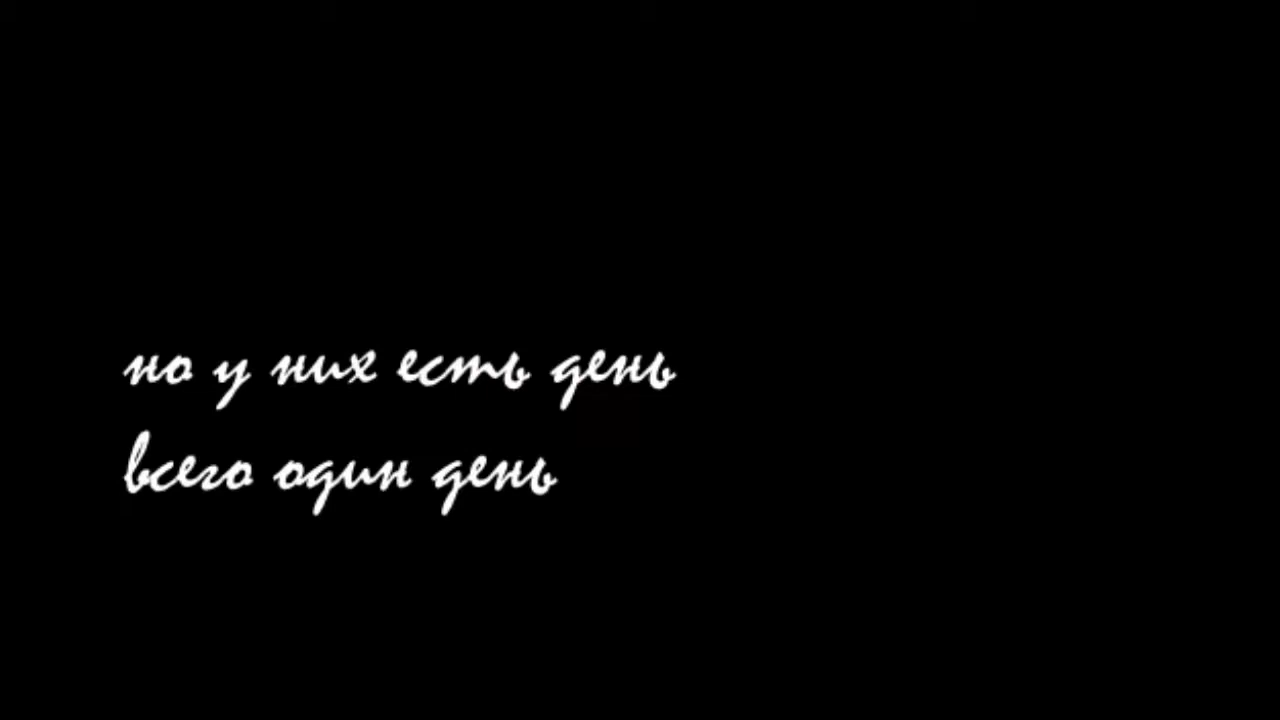 но у них есть день
всего один день